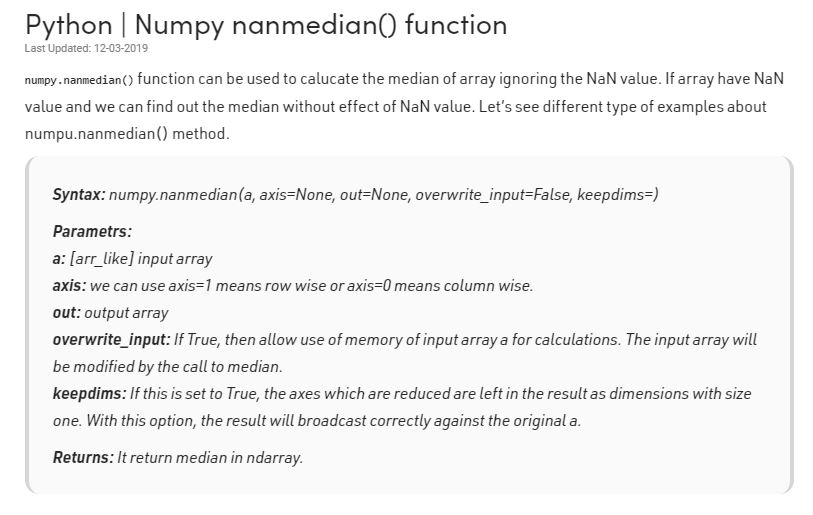 Python | Numpy nanmedian() function
Last Updated: 12-03-2019
numpy.nanmedian() function can be used to calucate the median of array ignoring the NaN value. If array have NaN
value and we can find out the median without effect of NaN value. Let's see different type of examples about
numpu.nanmedian() method.
Syntax: numpy.nanmedian(a, axis=None, out=None, overwrite_input=False, keepdims=)
Parametrs:
a: [arr_like] input array
axis: we can use axis=1 means row wise or axis=0 means column wise.
out: output array
overwrite_input: If True, then allow use of memory of input array a for calculations. The input array will
be modified by the call to median.
keepdims: If this is set to True, the axes which are reduced are left in the result as dimensions with size
one. With this option, the result will broadcast correctly against the original a.
Returns: It return median in ndarray.